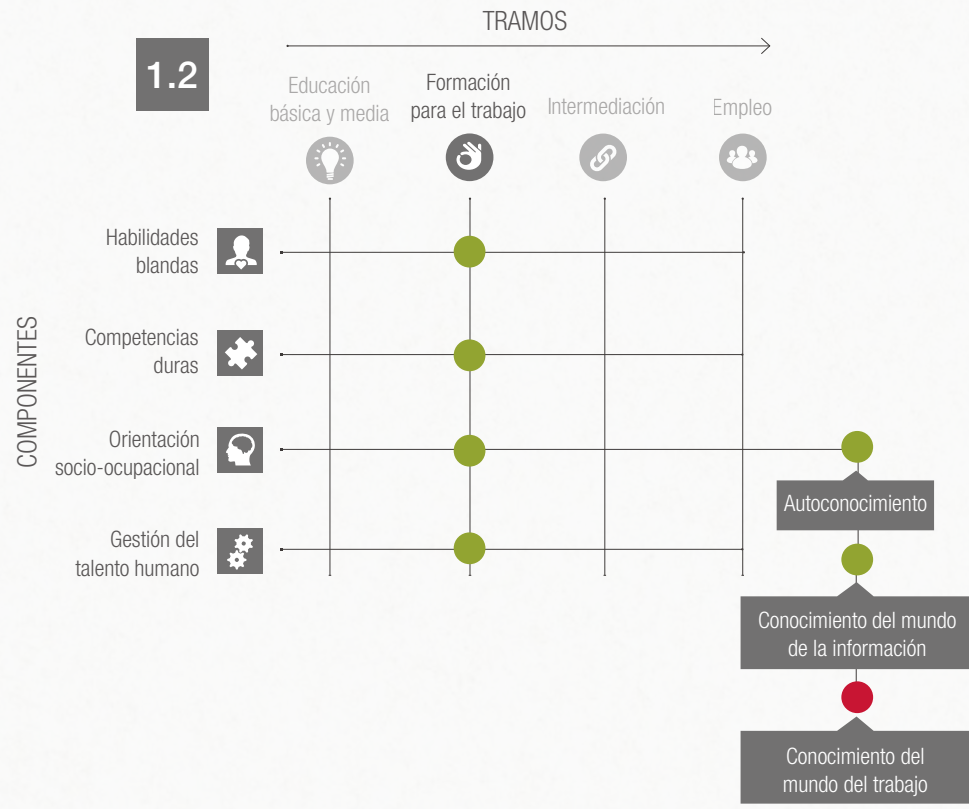 TRAMOS
1.2
Educación
básica y media
Formación
para el trabajo
Intermediación
Empleo
COMPONENTES
Habilidades
blandas
Competencias
duras
Orientación
socio-ocupacional
Gestión del
talento humano
Autoconocimiento
Conocimiento del mundo
de la información
Conocimiento del
mundo del trabajo